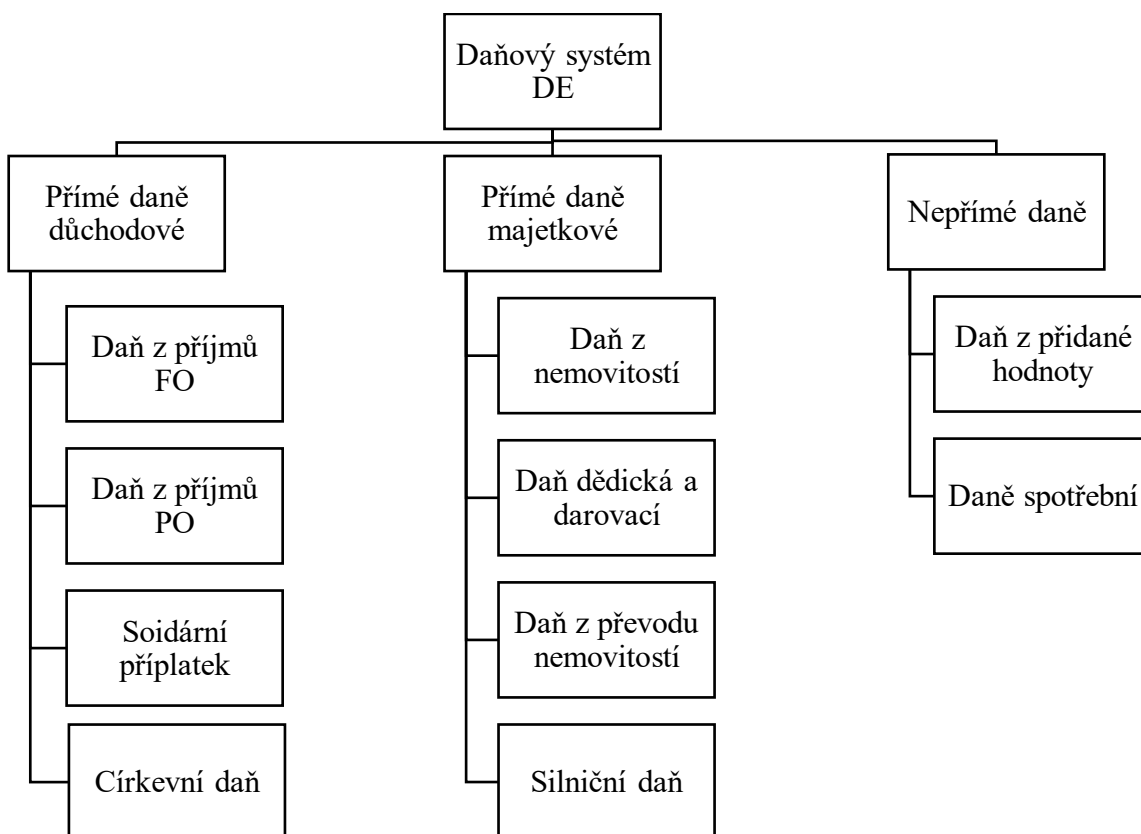 Daňový systém
DE
Přímé daně
důchodové
Daň z příjmů
FO
Daň z příjmů
PO
Soidární
příplatek
Církevní daň
Přímé daně
majetkové
Daň z
nemovitostí
Daň dědická a
darovací
Daň z převodu
nemovitostí
Silniční daň
Nepřímé daně
Daň z přidané
hodnoty
Daně spotřební